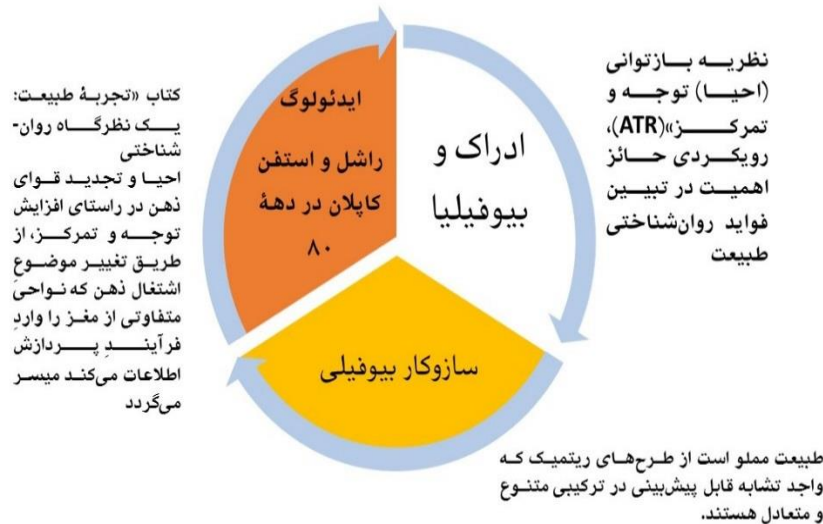 نظریه بازتوانی
(احیا) توجه و
تمرکز»(ATR)،
رویکردی حائز
اهمیت در تبیین
فواید روان‌شناختی
طبیعت
ادراک و
بیوفیلیا
ایدئولوگ
راشل و استفن
کاپلان در دههٔ
۸۰
کتاب «تجربهٔ طبیعت:
یک نظرگاه روان-
شناختی
احیا و تجدید قوای
ذهن در راستای افزایش
توجه و تمرکز، از
طریق تغییر موضوعِ
اشتغال ذهن که نواحیِ
متفاوتی از مغز را واردِ
فرآیندِ پردازش
اطلاعات می‌کند میسر
می‌گردد
سازوکار بیوفیلی
طبیعت مملو است از طرح‌های ریتمیک که
واجد تشابه قابل پیش‌بینی در ترکیبی متنوع
و متعادل هستند.